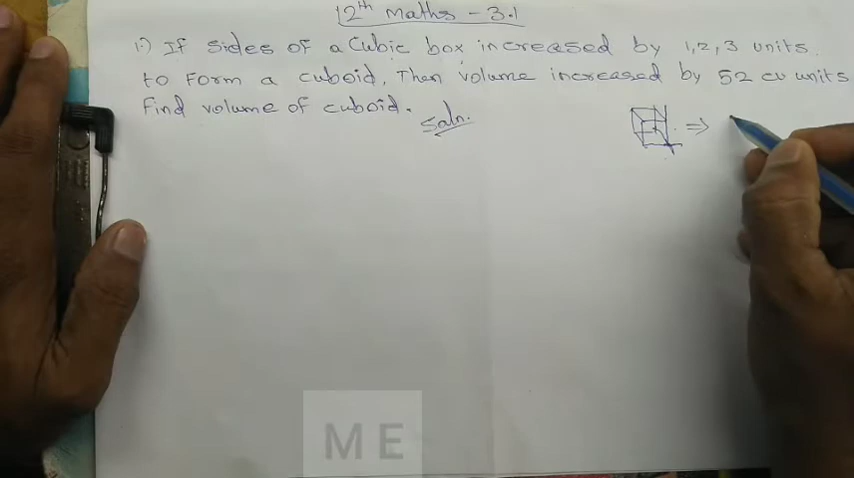 12th Maths - 3.1
1.) If sides of a cubic box increased by 1, 2, 3 units.
to form a cuboid, Then volume increased by 52 cu units
Find volume of cuboid.
Soln.
⇒
ME